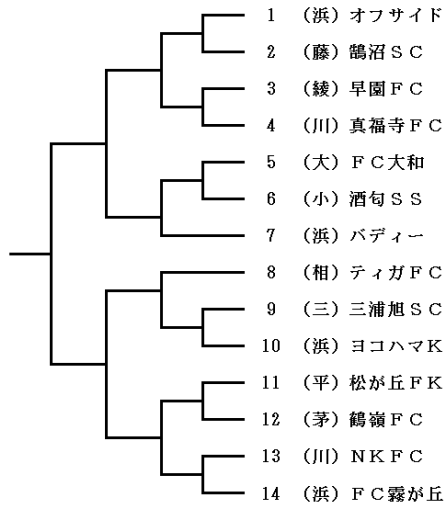 1 (浜) オフサイド
2 (藤) 鵠沼ＳＣ
3 (綾) 早園ＦＣ
4 (川) 真福寺ＦＣ
5 (大) ＦＣ大和
6 (小) 酒匂ＳＳ
7 (浜) バディー
8 (相) ティガＦＣ
9 (三) 三浦旭ＳＣ
10 (浜) ヨコハマＫ
11 (平) 松が丘ＦＫ
12 (茅) 鶴嶺ＦＣ
13 (川) ＮＫＦＣ
14 (浜) ＦＣ霧が丘